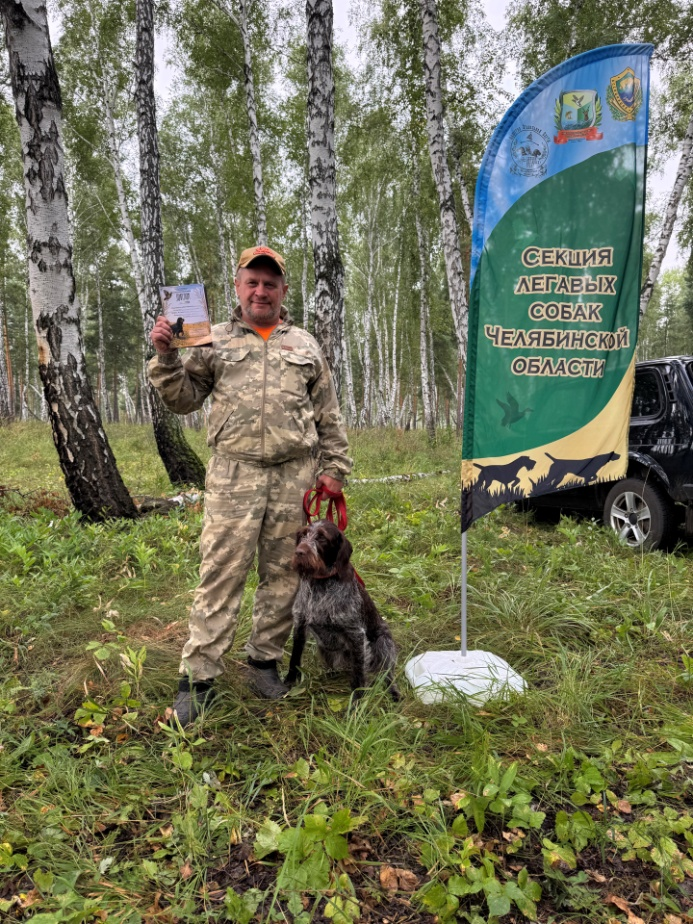 Секция
легавых
собак
Челябинской
области